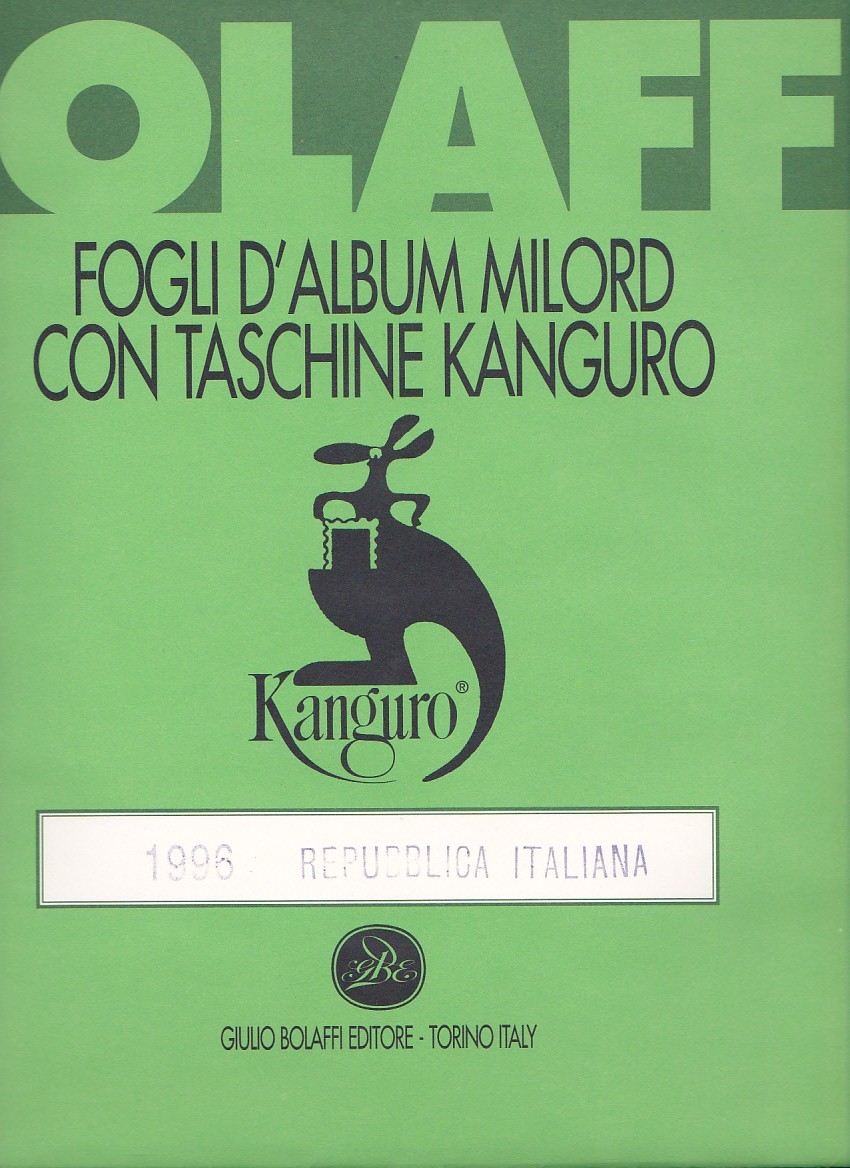 OLAFF
FOGLI D'ALBUM MILORD
CON TASCHINE KANGURO
Kanguro®
1996 REPUBBLICA ITALIANA
GBE
GIULIO BOLAFFI EDITORE - TORINO ITALY